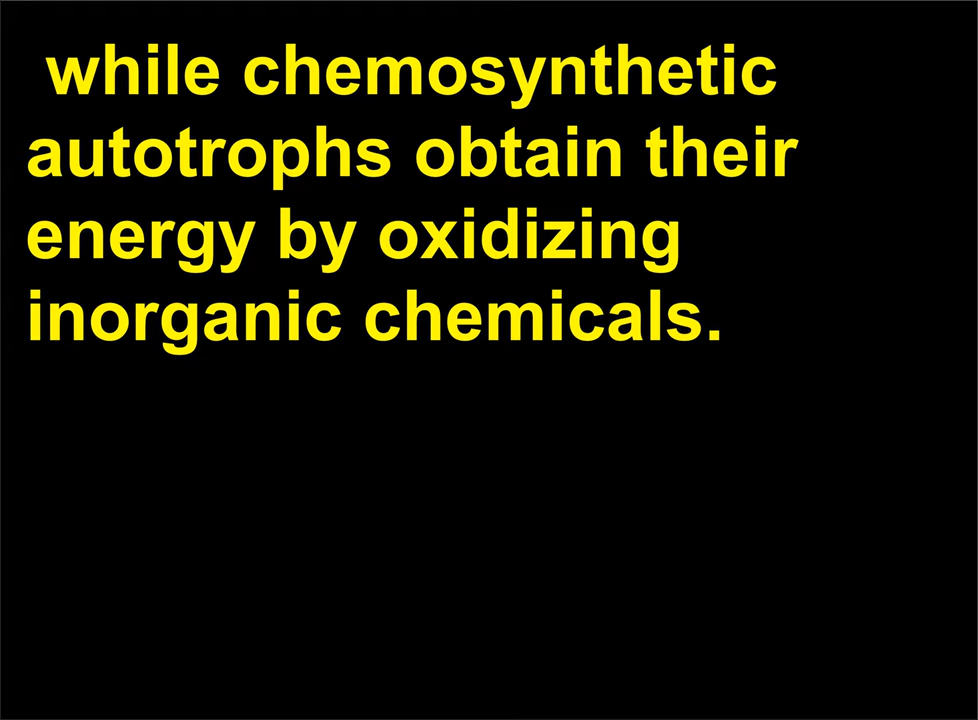 while chemosynthetic
autotrophs obtain their
energy by oxidizing
inorganic chemicals.